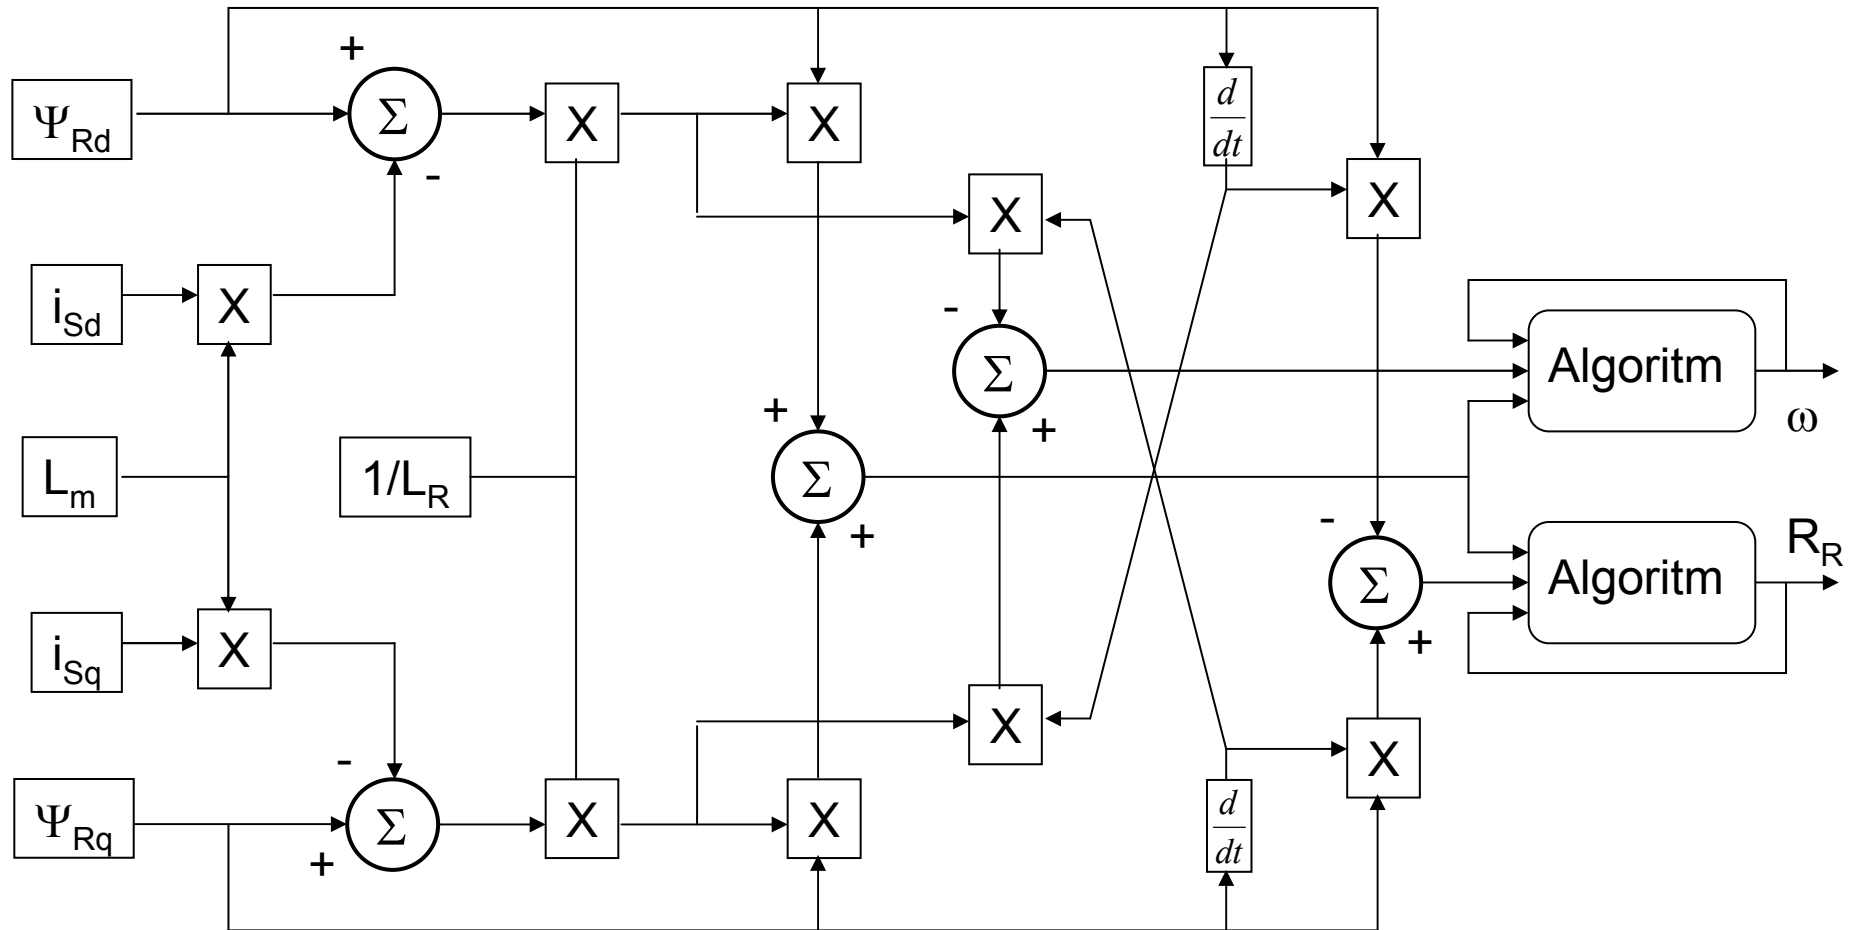 +
Ψ_Rd
Σ
X
X
d/dt
-
X
X
i_Sd
X
-
Σ
Algoritm
+
+
ω
L_m
1/L_R
Σ
-
+
R_R
Σ
Algoritm
i_Sq
X
+
X
-
X
Ψ_Rq
Σ
X
X
d/dt
+